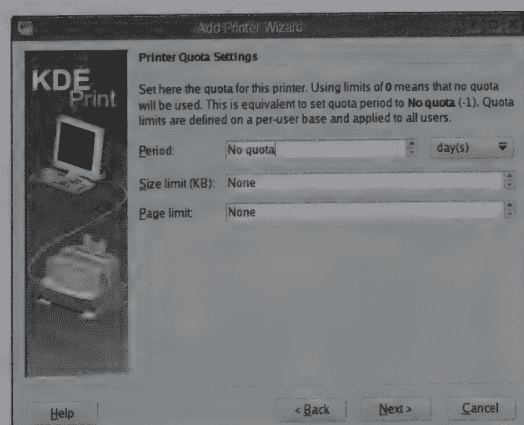 Add Printer Wizard
KDE
Print
Printer Quota Settings
Set here the quota for this printer. Using limits of 0 means that no quota
will be used. This is equivalent to set quota period to No quota (-1). Quota
limits are defined on a per-user base and applied to all users.
Period: No quota day(s)
Size limit (KB): None
Page limit: None
Help < Back Next > Cancel